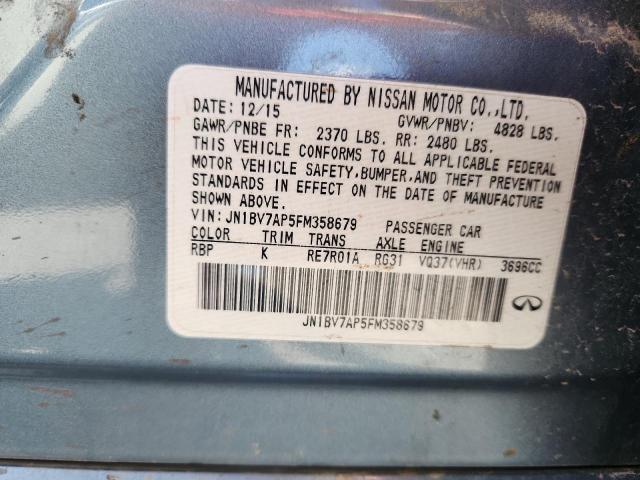 MANUFACTURED BY NISSAN MOTOR CO.,LTD.
DATE: 12/15 GVWR/PNBV: 4828 LBS.
GAWR/PNBE FR: 2370 LBS. RR: 2480 LBS.
THIS VEHICLE CONFORMS TO ALL APPLICABLE FEDERAL
MOTOR VEHICLE SAFETY, BUMPER, AND THEFT PREVENTION
STANDARDS IN EFFECT ON THE DATE OF MANUFACTURE
SHOWN ABOVE.
VIN: JN1BV7AP5FM358679 PASSENGER CAR
COLOR TRIM TRANS AXLE ENGINE
RBP K RE7R01A RG31 VQ37(VHR) 3696CC
JN1BV7AP5FM358679